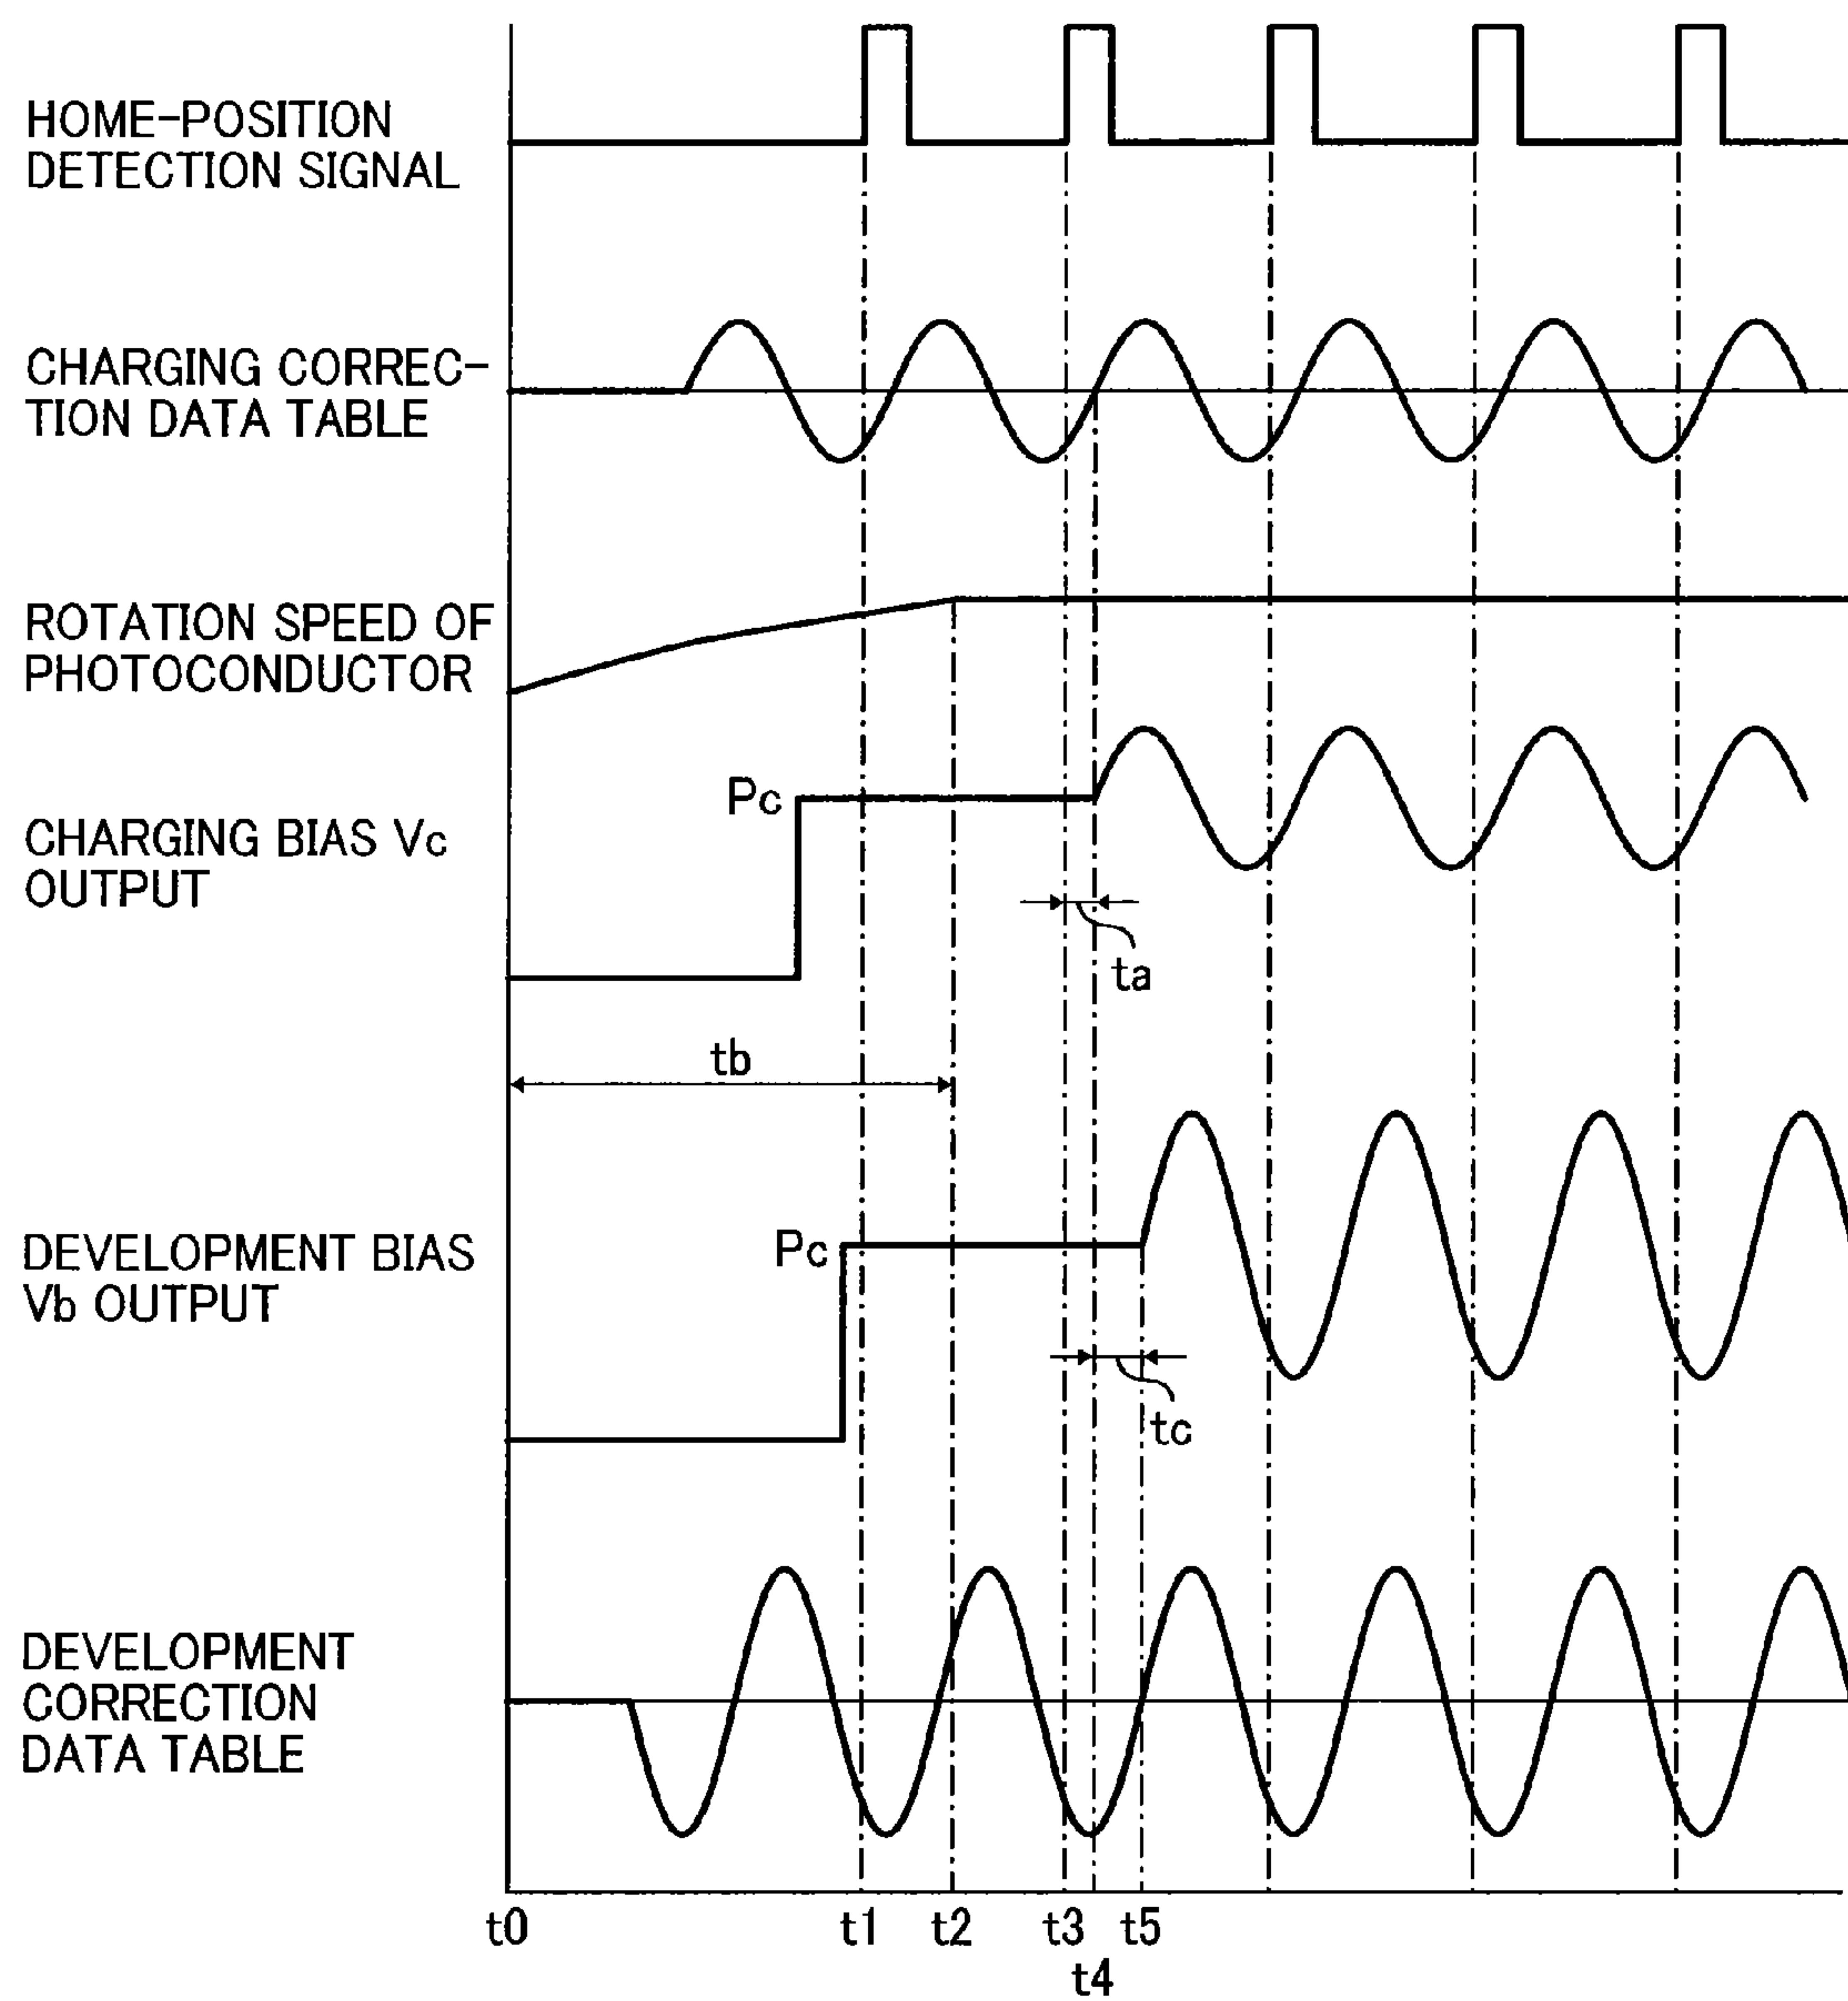 HOME-POSITION
DETECTION SIGNAL
CHARGING CORREC-
TION DATA TABLE
ROTATION SPEED OF
PHOTOCONDUCTOR
Pc
CHARGING BIAS Vc
OUTPUT
ta
tb
DEVELOPMENT BIAS
Vb OUTPUT
Pc
tc
DEVELOPMENT
CORRECTION
DATA TABLE
t0 t1 t2 t3 t5
t4